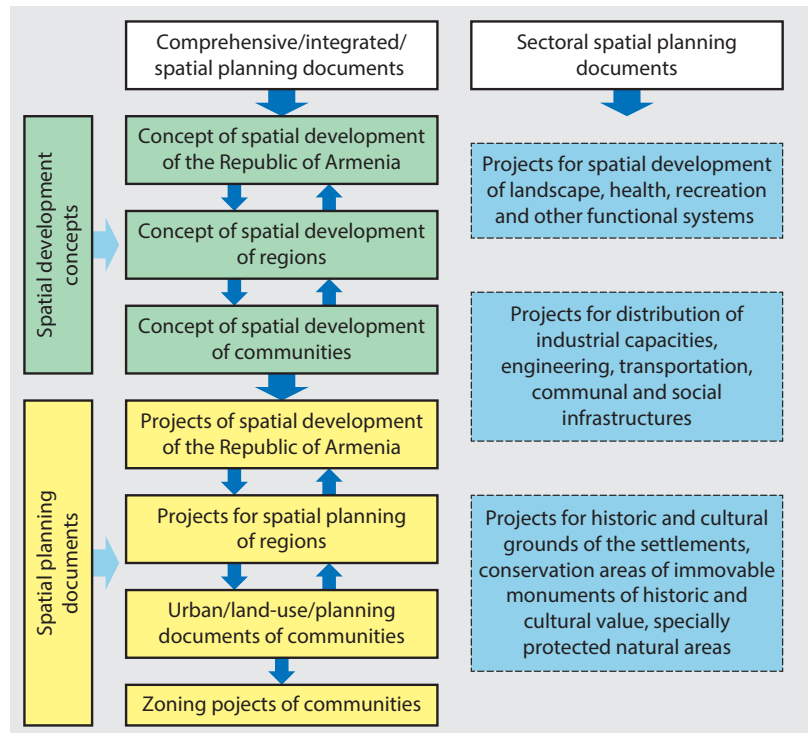 Comprehensive/integrated/
spatial planning documents
Sectoral spatial planning
documents
Spatial development
concepts
Concept of spatial development
of the Republic of Armenia
Concept of spatial development
of regions
Concept of spatial development
of communities
Spatial planning
documents
Projects of spatial development
of the Republic of Armenia
Projects for spatial planning
of regions
Urban/land-use/planning
documents of communities
Zoning pojects of communities
Projects for spatial development
of landscape, health, recreation
and other functional systems
Projects for distribution of
industrial capacities,
engineering, transportation,
communal and social
infrastructures
Projects for historic and cultural
grounds of the settlements,
conservation areas of immovable
monuments of historic and
cultural value, specially
protected natural areas